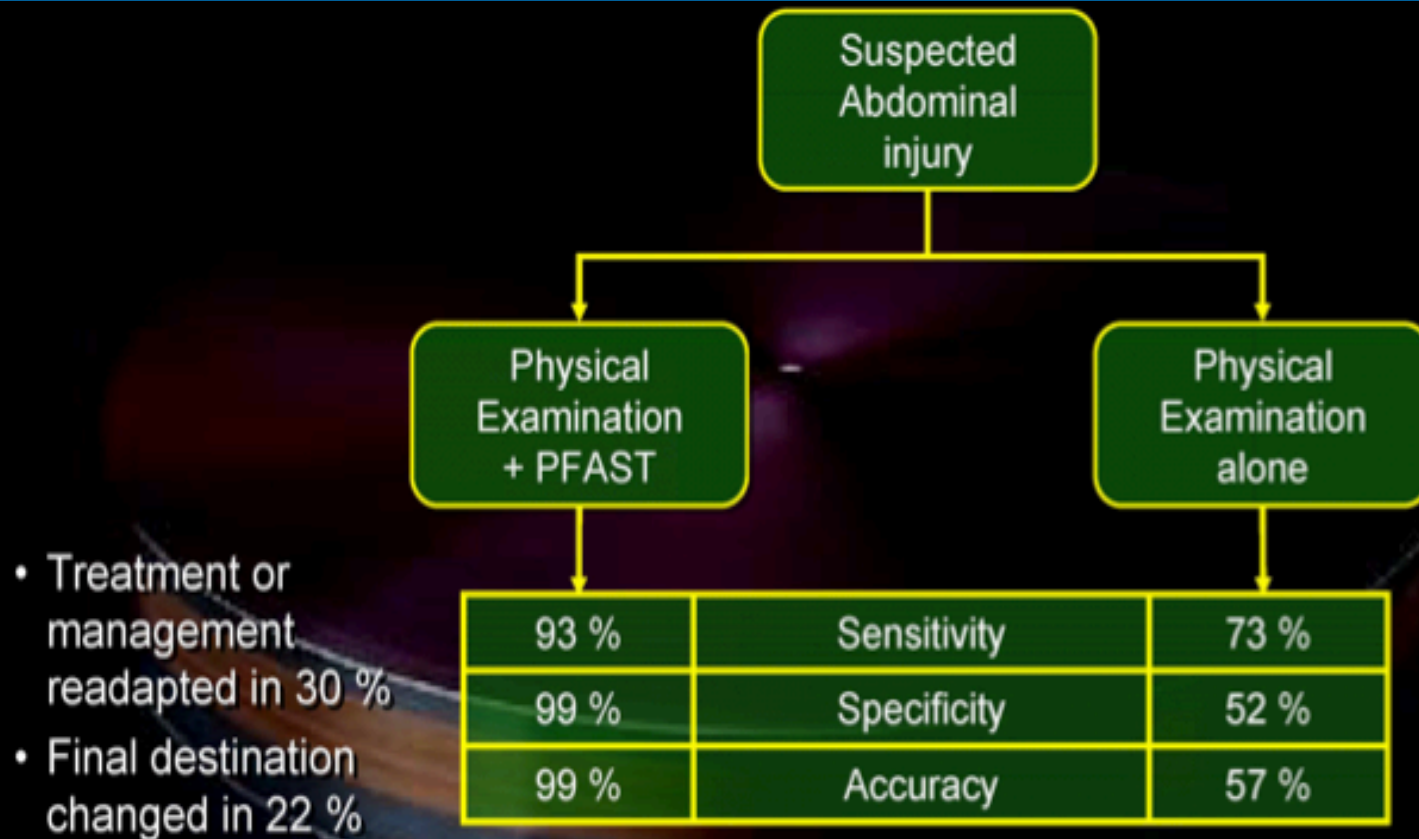 Suspected
Abdominal
injury
Physical
Examination
+ PFAST
Physical
Examination
alone
• Treatment or
management
readapted in 30 %
• Final destination
changed in 22 %
93 % Sensitivity 73 %
99 % Specificity 52 %
99 % Accuracy 57 %